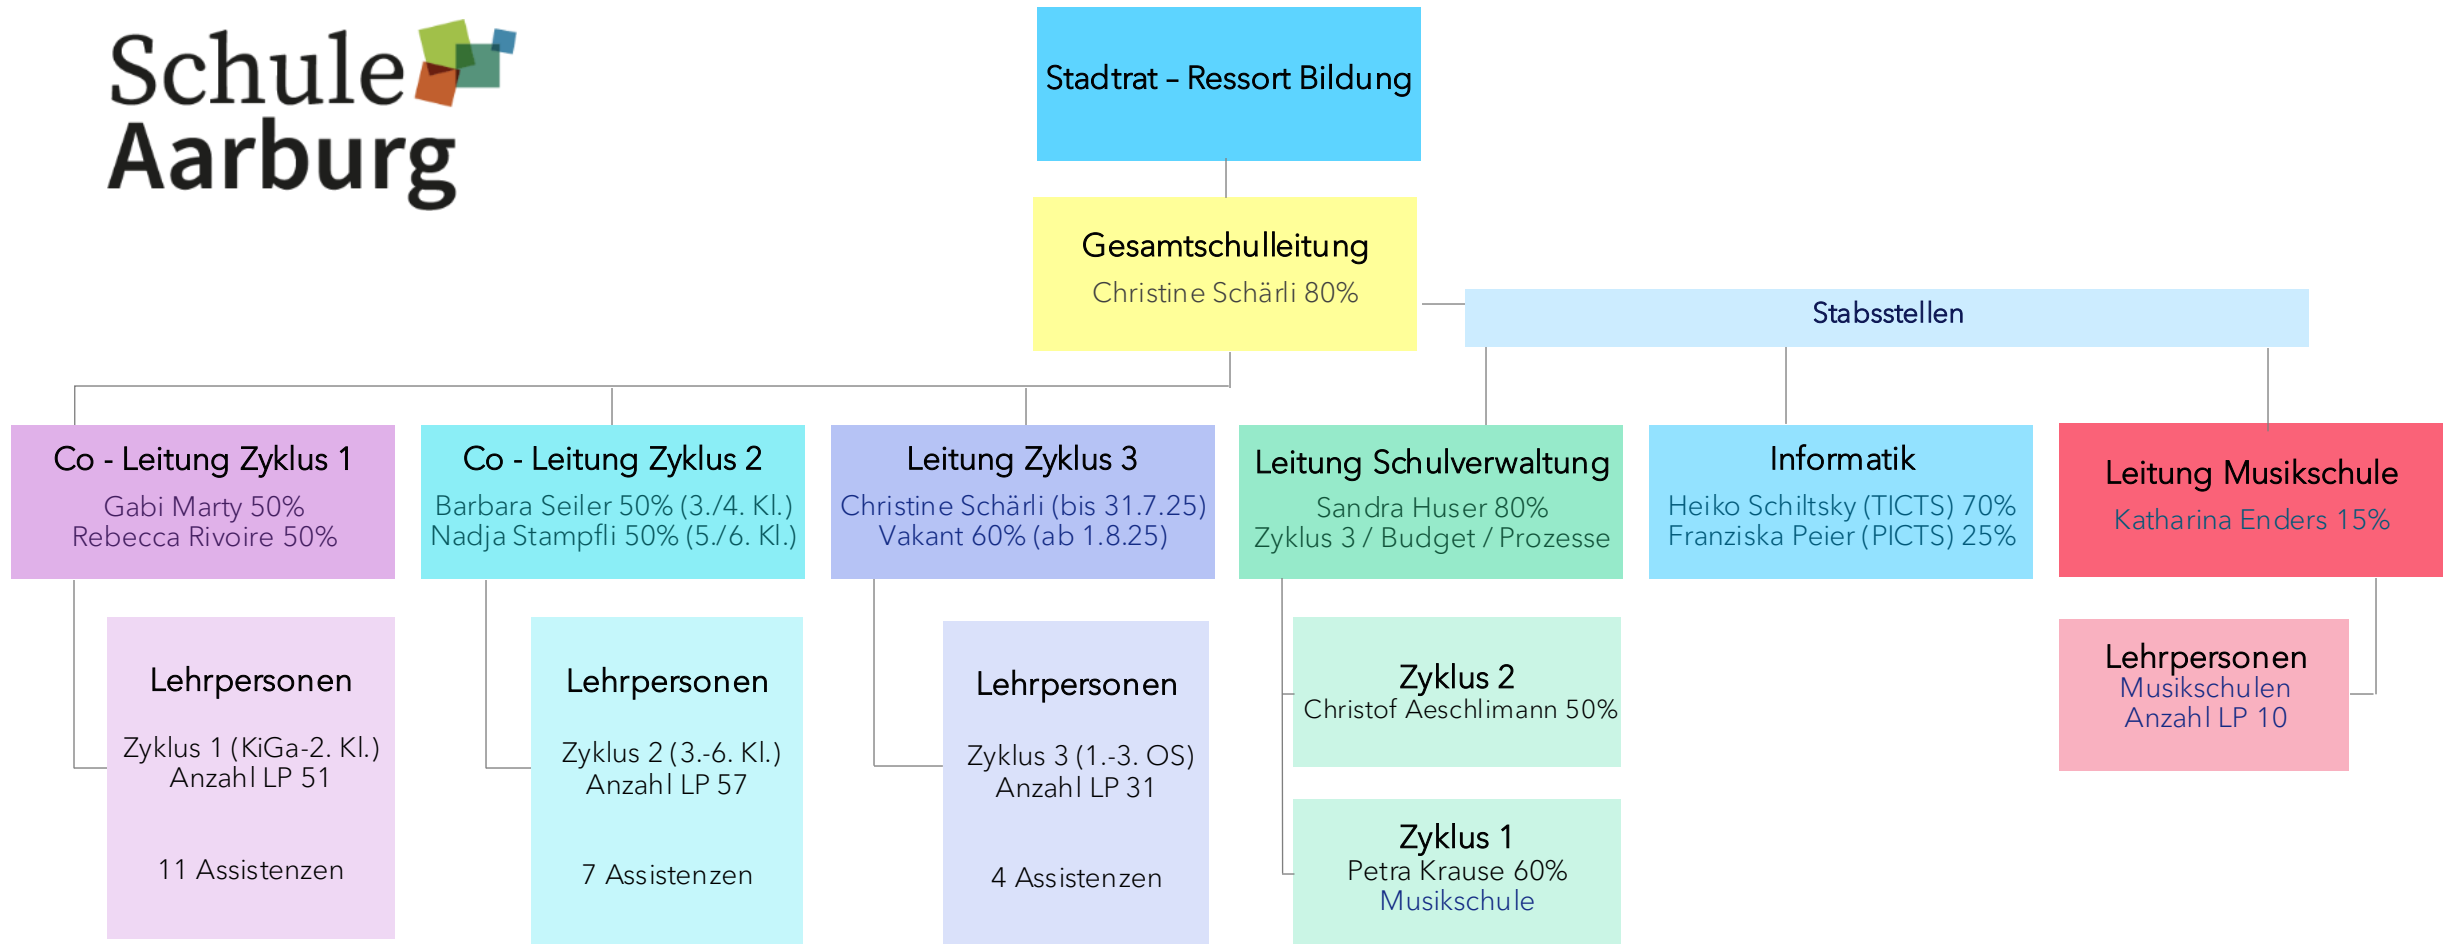 Schule
Aarburg
Stadtrat – Ressort Bildung
Gesamtschulleitung
Christine Schärli 80%
Stabsstellen
Co - Leitung Zyklus 1
Gabi Marty 50%
Rebecca Rivoire 50%
Co - Leitung Zyklus 2
Barbara Seiler 50% (3./4. Kl.)
Nadja Stampfli 50% (5./6. Kl.)
Leitung Zyklus 3
Christine Schärli (bis 31.7.25)
Vakant 60% (ab 1.8.25)
Leitung Schulverwaltung
Sandra Huser 80%
Zyklus 3 / Budget / Prozesse
Informatik
Heiko Schiltsky (TICTS) 70%
Franziska Peier (PICTS) 25%
Leitung Musikschule
Katharina Enders 15%
Lehrpersonen
Zyklus 1 (KiGa-2. Kl.)
Anzahl LP 51
11 Assistenzen
Lehrpersonen
Zyklus 2 (3.-6. Kl.)
Anzahl LP 57
7 Assistenzen
Lehrpersonen
Zyklus 3 (1.-3. OS)
Anzahl LP 31
4 Assistenzen
Zyklus 2
Christof Aeschlimann 50%
Zyklus 1
Petra Krause 60%
Musikschule
Lehrpersonen
Musikschulen
Anzahl LP 10